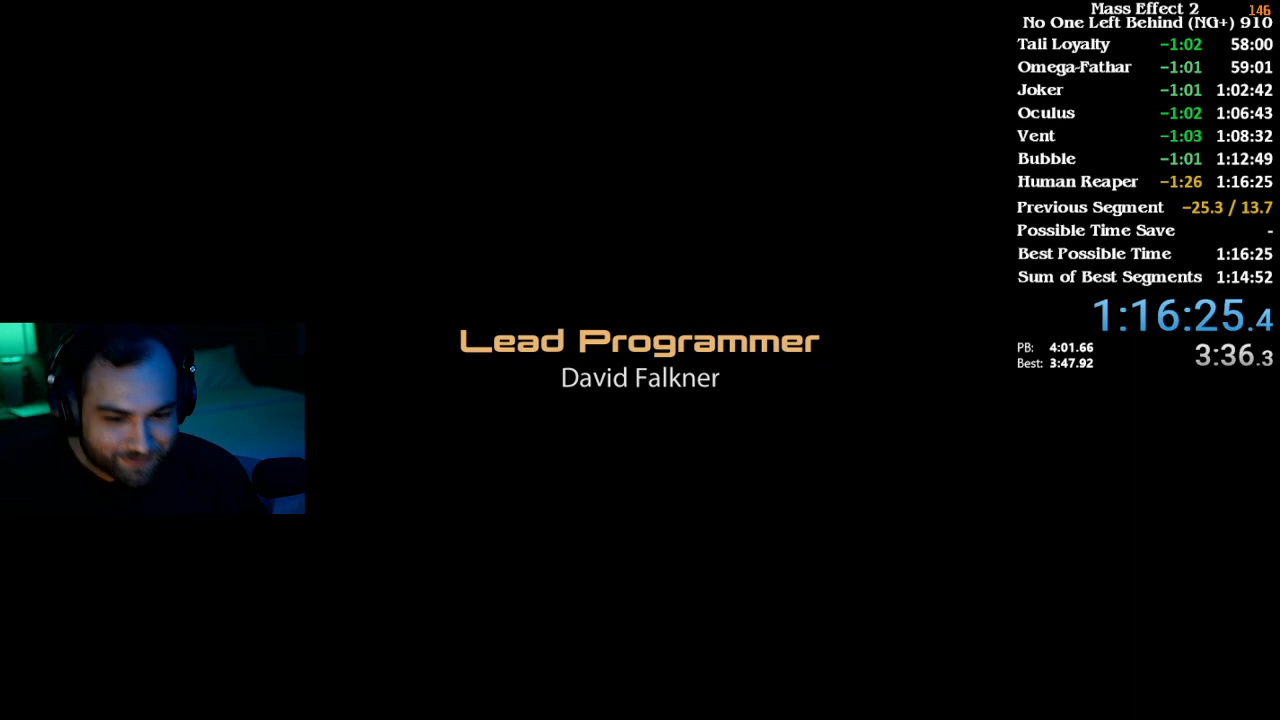 146
Mass Effect 2
No One Left Behind (NG+) 910
Tali Loyalty −1:02 58:00
Omega-Fathar −1:01 59:01
Joker −1:01 1:02:42
Oculus −1:02 1:06:43
Vent −1:03 1:08:32
Bubble −1:01 1:12:49
Human Reaper −1:26 1:16:25
Previous Segment −25.3 / 13.7
Possible Time Save -
Best Possible Time 1:16:25
Sum of Best Segments 1:14:52
1:16:25.4
PB: 4:01.66
Best: 3:47.92
3:36.3
Lead Programmer
David Falkner